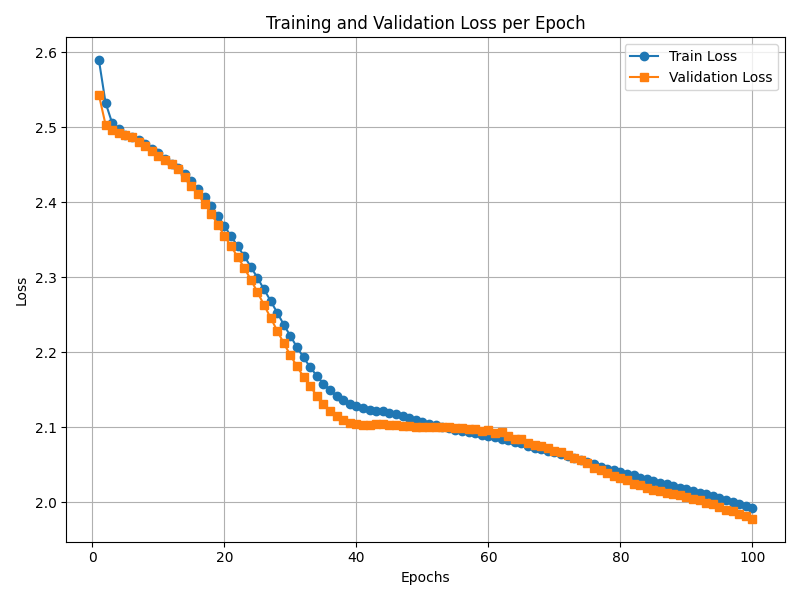 Training and Validation Loss per Epoch
Train Loss
Validation Loss
2.6
2.5
2.4
2.3
2.2
2.1
2.0
Loss
0 20 40 60 80 100
Epochs